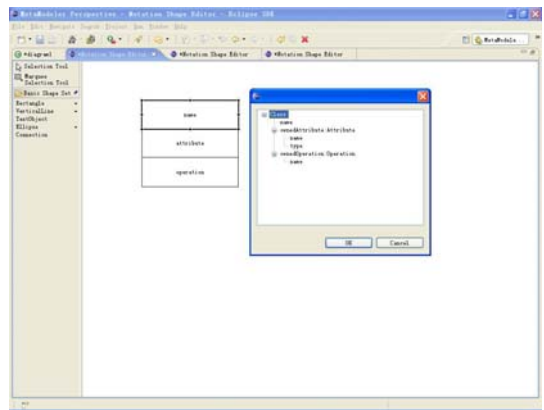 MetaModeler Perspective - Notation Shape Editor - Eclipse SDK
File Edit Navigate Search Project Run Window Help
MetaModele
*diagram1
*Notation Shape Editor
*Notation Shape Editor
*Notation Shape Editor
Selection Tool
Marquee
Selection Tool
Basic Shape Set
Rectangle
VerticalLine
TextObject
Ellipse
Connection
name
attribute
operation
Class
name
ownedAttribute:Attribute
name
type
ownedOperation:Operation
name
OK
Cancel